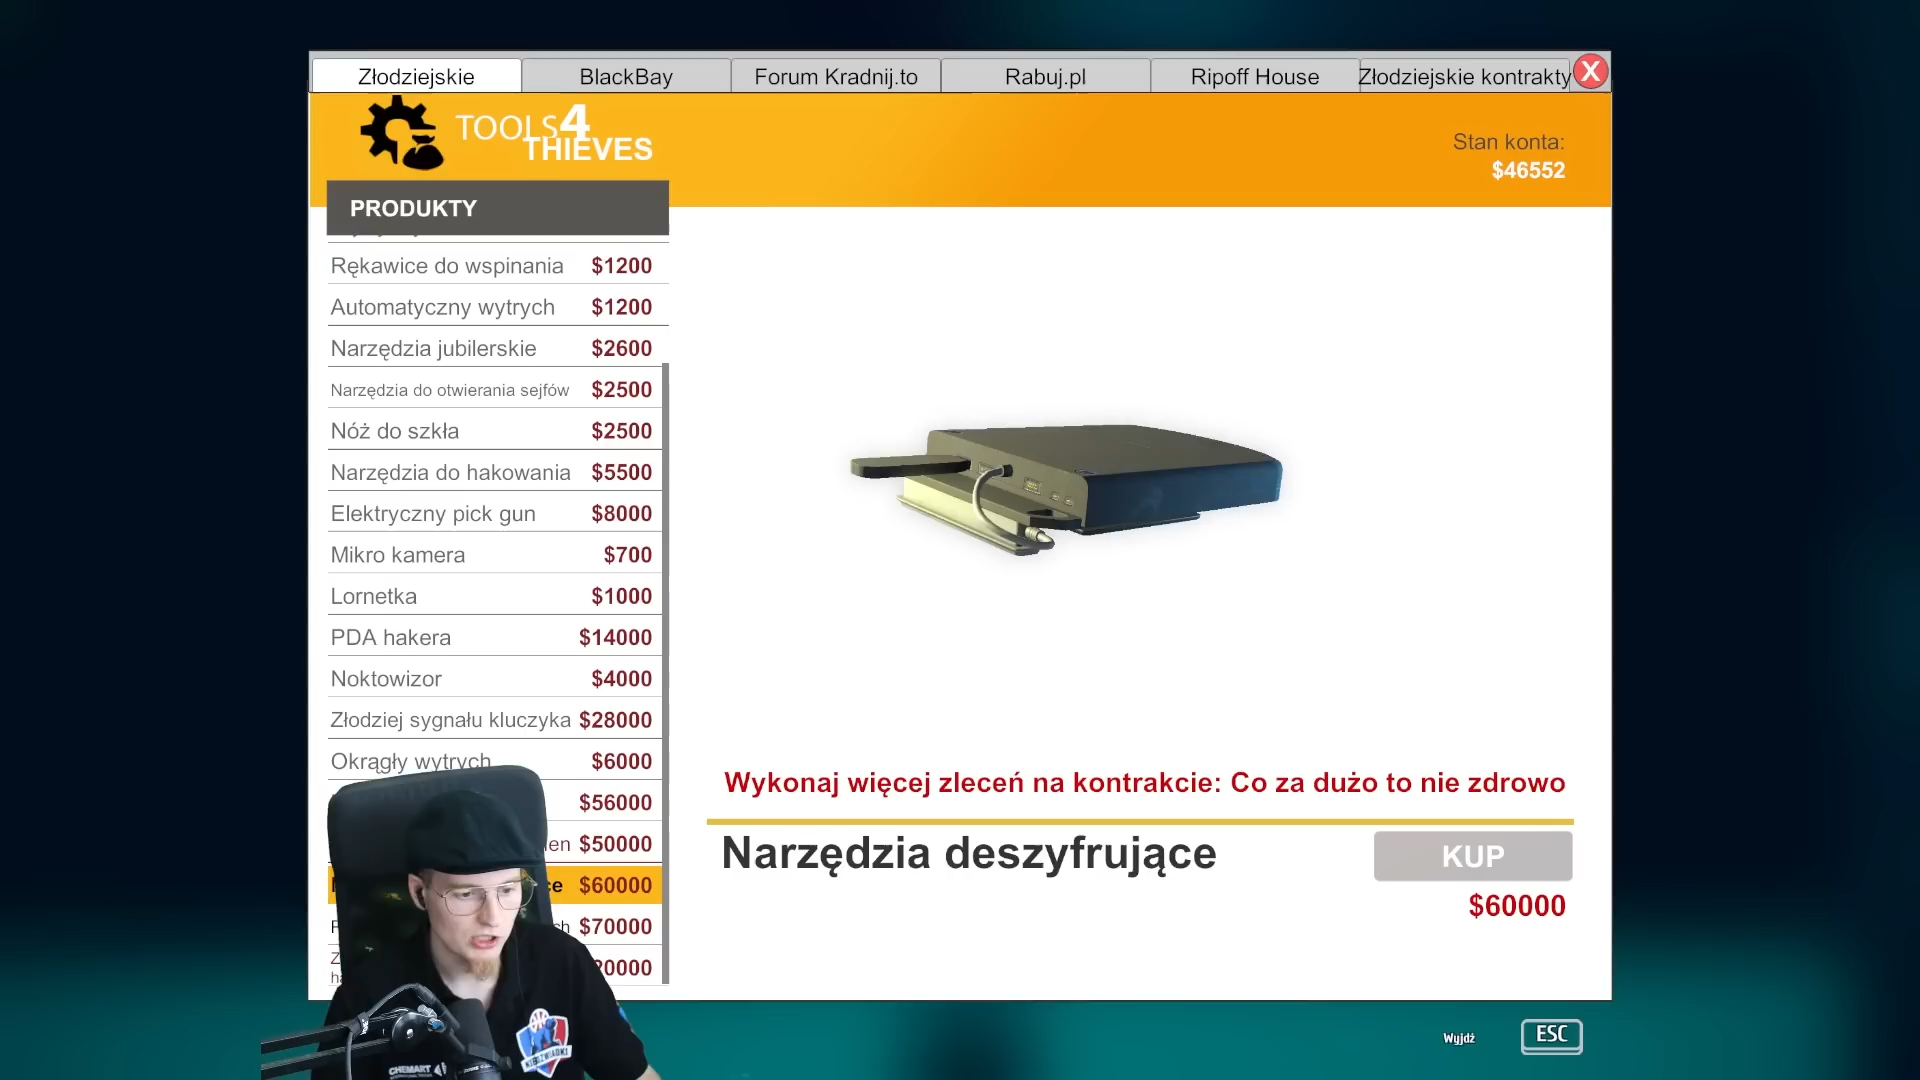 Złodziejskie
BlackBay
Forum Kradnij.to
Rabuj.pl
Ripoff House
Złodziejskie kontrakty
X
TOOLS 4
THIEVES
Stan konta:
$46552
PRODUKTY
Rękawice do wspinania $1200
Automatyczny wytrych $1200
Narzędzia jubilerskie $2600
Narzędzia do otwierania sejfów $2500
Nóż do szkła $2500
Narzędzia do hakowania $5500
Elektryczny pick gun $8000
Mikro kamera $700
Lornetka $1000
PDA hakera $14000
Noktowizor $4000
Złodziej sygnału kluczyka $28000
Okrągły wytrych $6000
$56000
$50000
$60000
$70000
Wykonaj więcej zleceń na kontrakcie: Co za dużo to nie zdrowo
Narzędzia deszyfrujące
KUP
$60000
CHEMART
Wyjdź
ESC